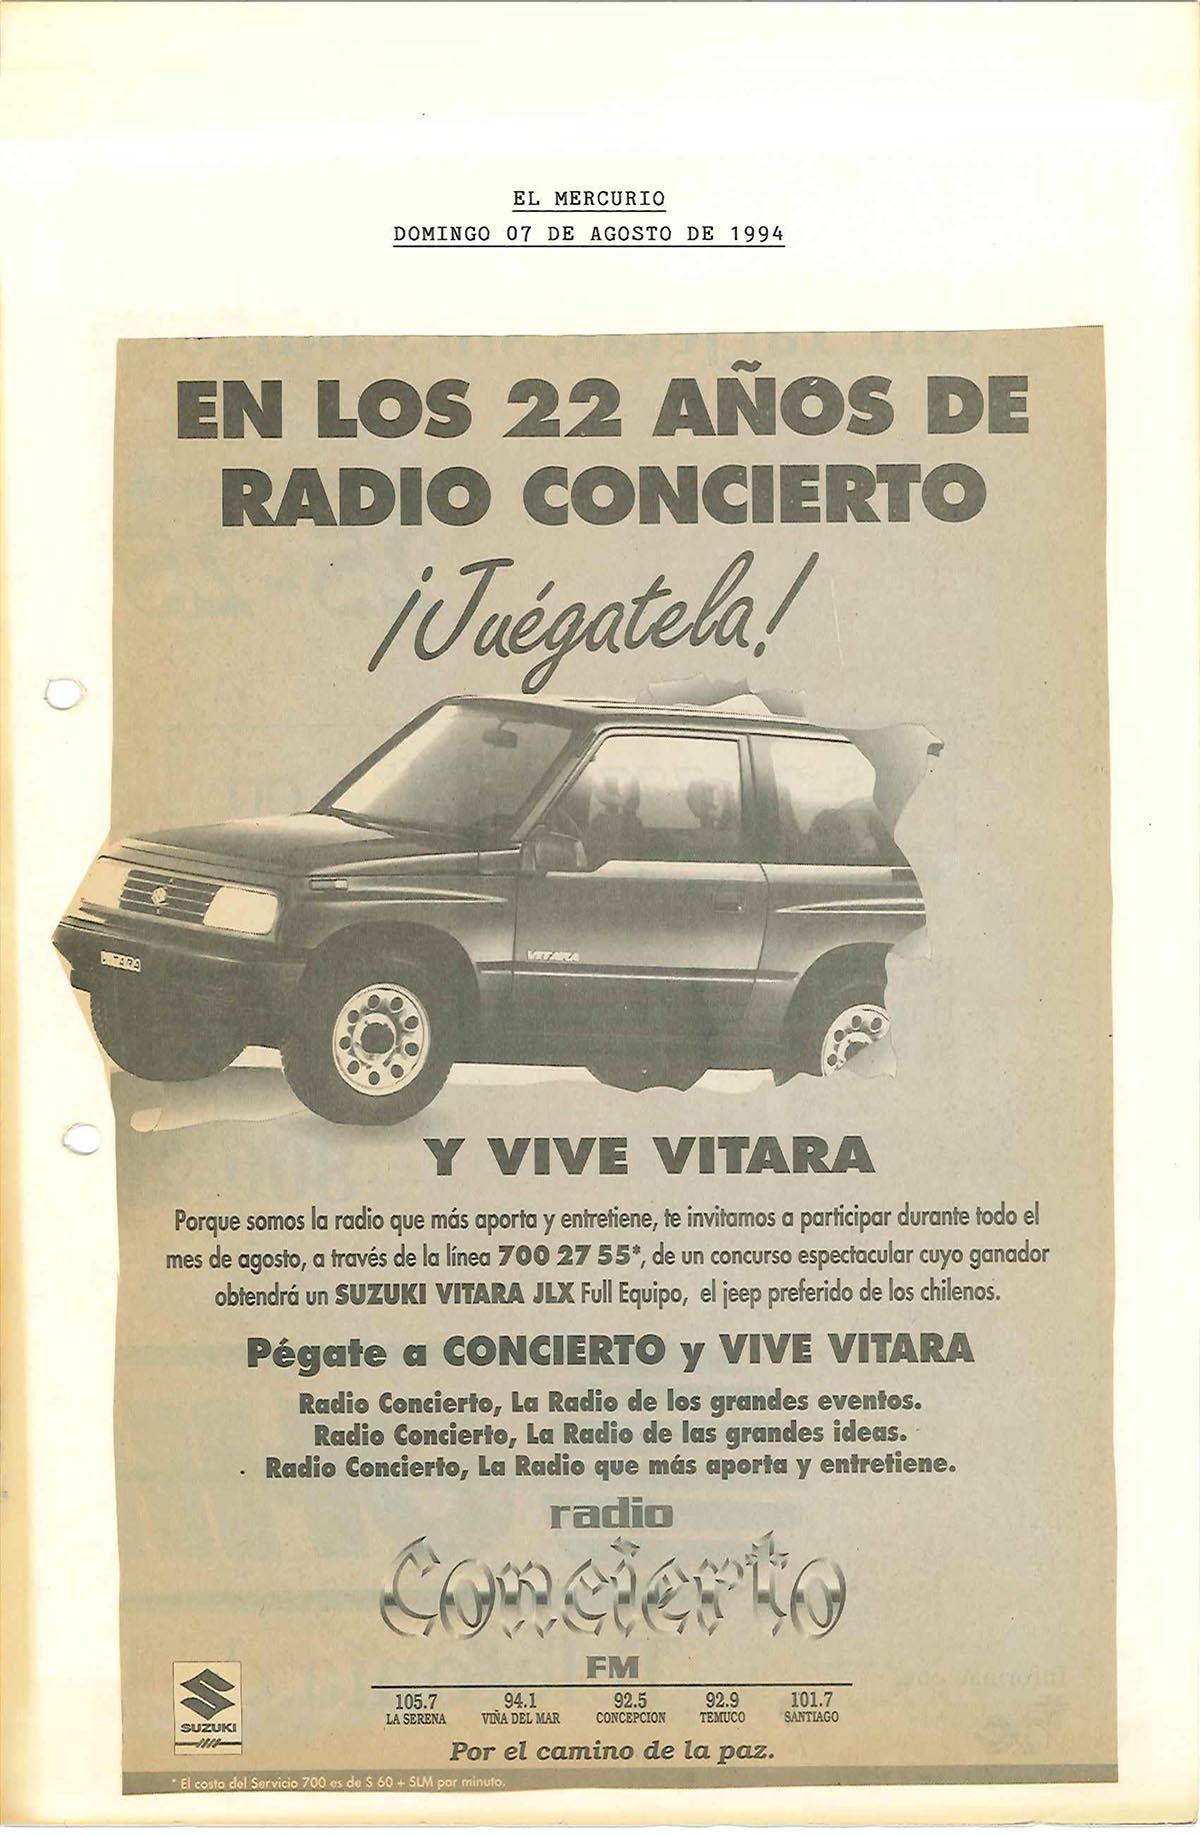 EL MERCURIO
DOMINGO 07 DE AGOSTO DE 1994
EN LOS 22 AÑOS DE
RADIO CONCIERTO
¡Juégatela!
VITARA
VITARA
Y VIVE VITARA
Porque somos la radio que más aporta y entretiene, te invitamos a participar durante todo el
mes de agosto, a través de la línea 700 27 55*, de un concurso espectacular cuyo ganador
obtendrá un SUZUKI VITARA JLX Full Equipo, el jeep preferido de los chilenos.
Pégate a CONCIERTO y VIVE VITARA
Radio Concierto, La Radio de los grandes eventos.
Radio Concierto, La Radio de las grandes ideas.
Radio Concierto, La Radio que más aporta y entretiene.
radio
Concierto
FM
105.7 94.1 92.5 92.9 101.7
LA SERENA VIÑA DEL MAR CONCEPCION TEMUCO SANTIAGO
SUZUKI
Por el camino de la paz.
* El costo del Servicio 700 es de $ 60 + SLM por minuto.